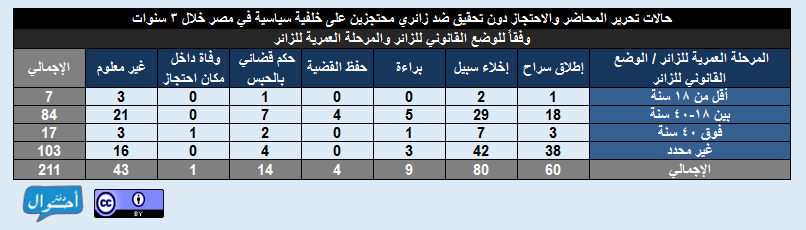 حالات تحرير المحاضر والاحتجاز دون تحقيق ضد زائري محتجزين على خلفية سياسية في مصر خلال ٣ سنوات
وفقاً للوضع القانوني للزائر والمرحلة العمرية للزائر
المرحلة العمرية للزائر / الوضع القانوني للزائر إطلاق سراح إخلاء سبيل براءة حفظ القضية حكم قضائي بالحبس وفاة داخل مكان احتجاز غير معلوم الإجمالي
أقل من ١٨ سنة 1 2 0 0 1 0 3 7
بين ١٨-٤٠ سنة 18 29 5 4 7 0 21 84
فوق ٤٠ سنة 3 7 1 0 2 1 3 17
غير محدد 38 42 3 0 4 0 16 103
الإجمالي 60 80 9 4 14 1 43 211
دفتر أحوال
cc BY